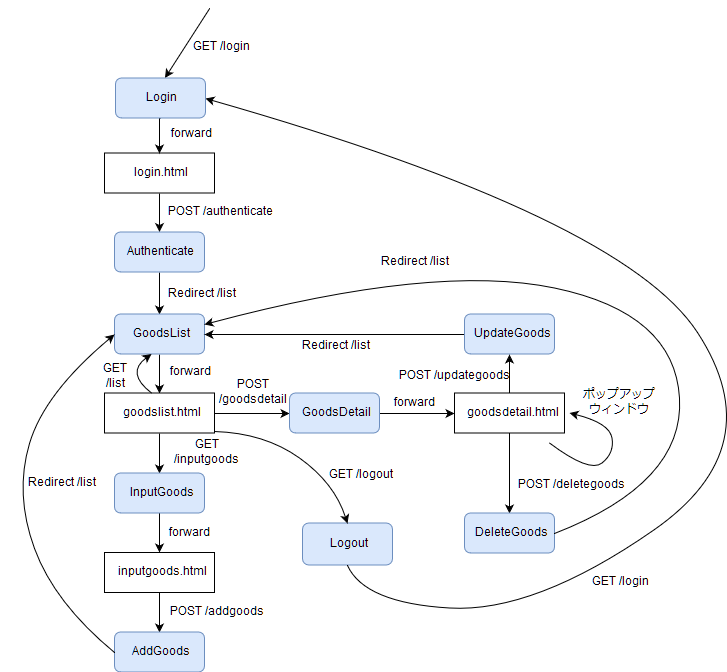 GET /login
Login
forward
login.html
POST /authenticate
Authenticate
Redirect /list
Redirect /list
GoodsList
Redirect /list
UpdateGoods
GET
/list
forward
POST
/goodsdetail
POST /updategoods
goodslist.html
GoodsDetail
forward
goodsdetail.html
ポップアップ
ウィンドウ
GET
/inputgoods
GET /logout
Redirect /list
InputGoods
POST /deletegoods
forward
Logout
DeleteGoods
inputgoods.html
GET /login
POST /addgoods
AddGoods